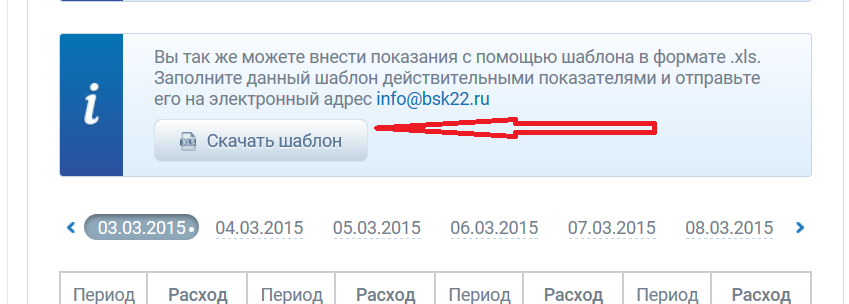 Вы так же можете внести показания с помощью шаблона в формате .xls.
Заполните данный шаблон действительными показателями и отправьте
его на электронный адрес info@bsk22.ru
XLS Скачать шаблон
03.03.2015 04.03.2015 05.03.2015 06.03.2015 07.03.2015 08.03.2015
Период Расход Период Расход Период Расход Период Расход